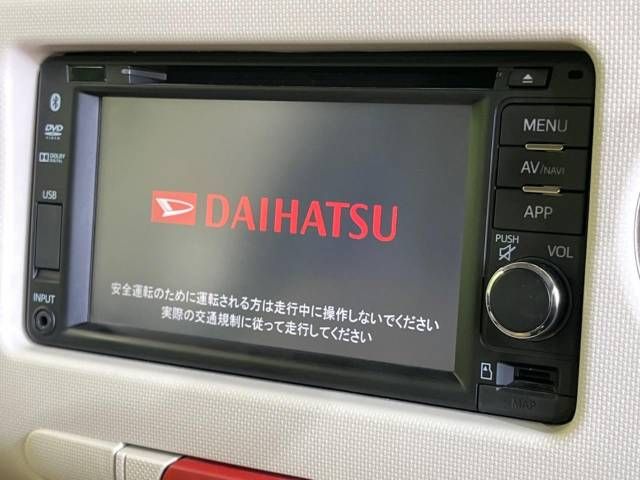 DVD
VIDEO
DOLBY
DIGITAL
USB
INPUT
DAIHATSU
安全運転のために運転される方は走行中に操作しないでください
実際の交通規制に従って走行してください
MENU
AV/NAVI
APP
PUSH
VOL
MAP